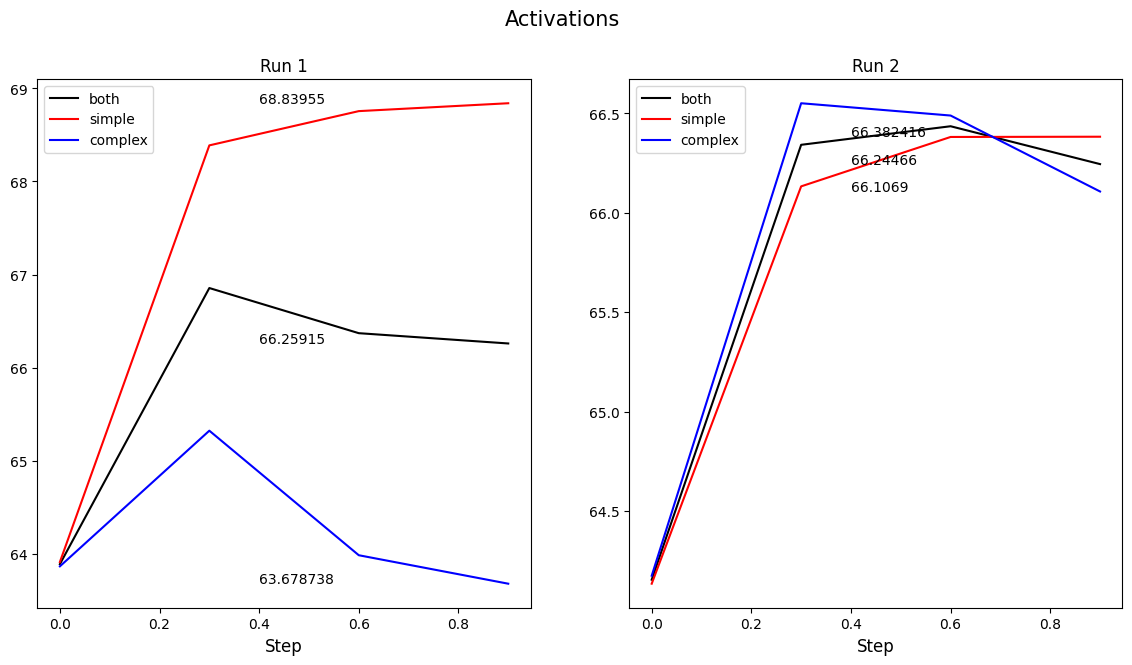 Activations
Run 1
both
simple
complex
68.83955
66.25915
63.678738
69
68
67
66
65
64
0.0 0.2 0.4 0.6 0.8
Step
Run 2
both
simple
complex
66.382416
66.24466
66.1069
66.5
66.0
65.5
65.0
64.5
0.0 0.2 0.4 0.6 0.8
Step